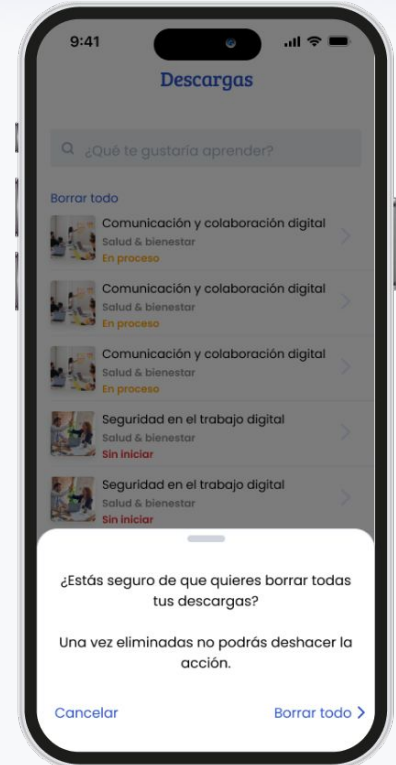 9:41
Descargas
¿Qué te gustaría aprender?
Borrar todo
Comunicación y colaboración digital
Salud & bienestar
En proceso
Comunicación y colaboración digital
Salud & bienestar
En proceso
Comunicación y colaboración digital
Salud & bienestar
En proceso
Seguridad en el trabajo digital
Salud & bienestar
Sin iniciar
Seguridad en el trabajo digital
Salud & bienestar
Sin iniciar
¿Estás seguro de que quieres borrar todas
tus descargas?
Una vez eliminadas no podrás deshacer la
acción.
Cancelar
Borrar todo